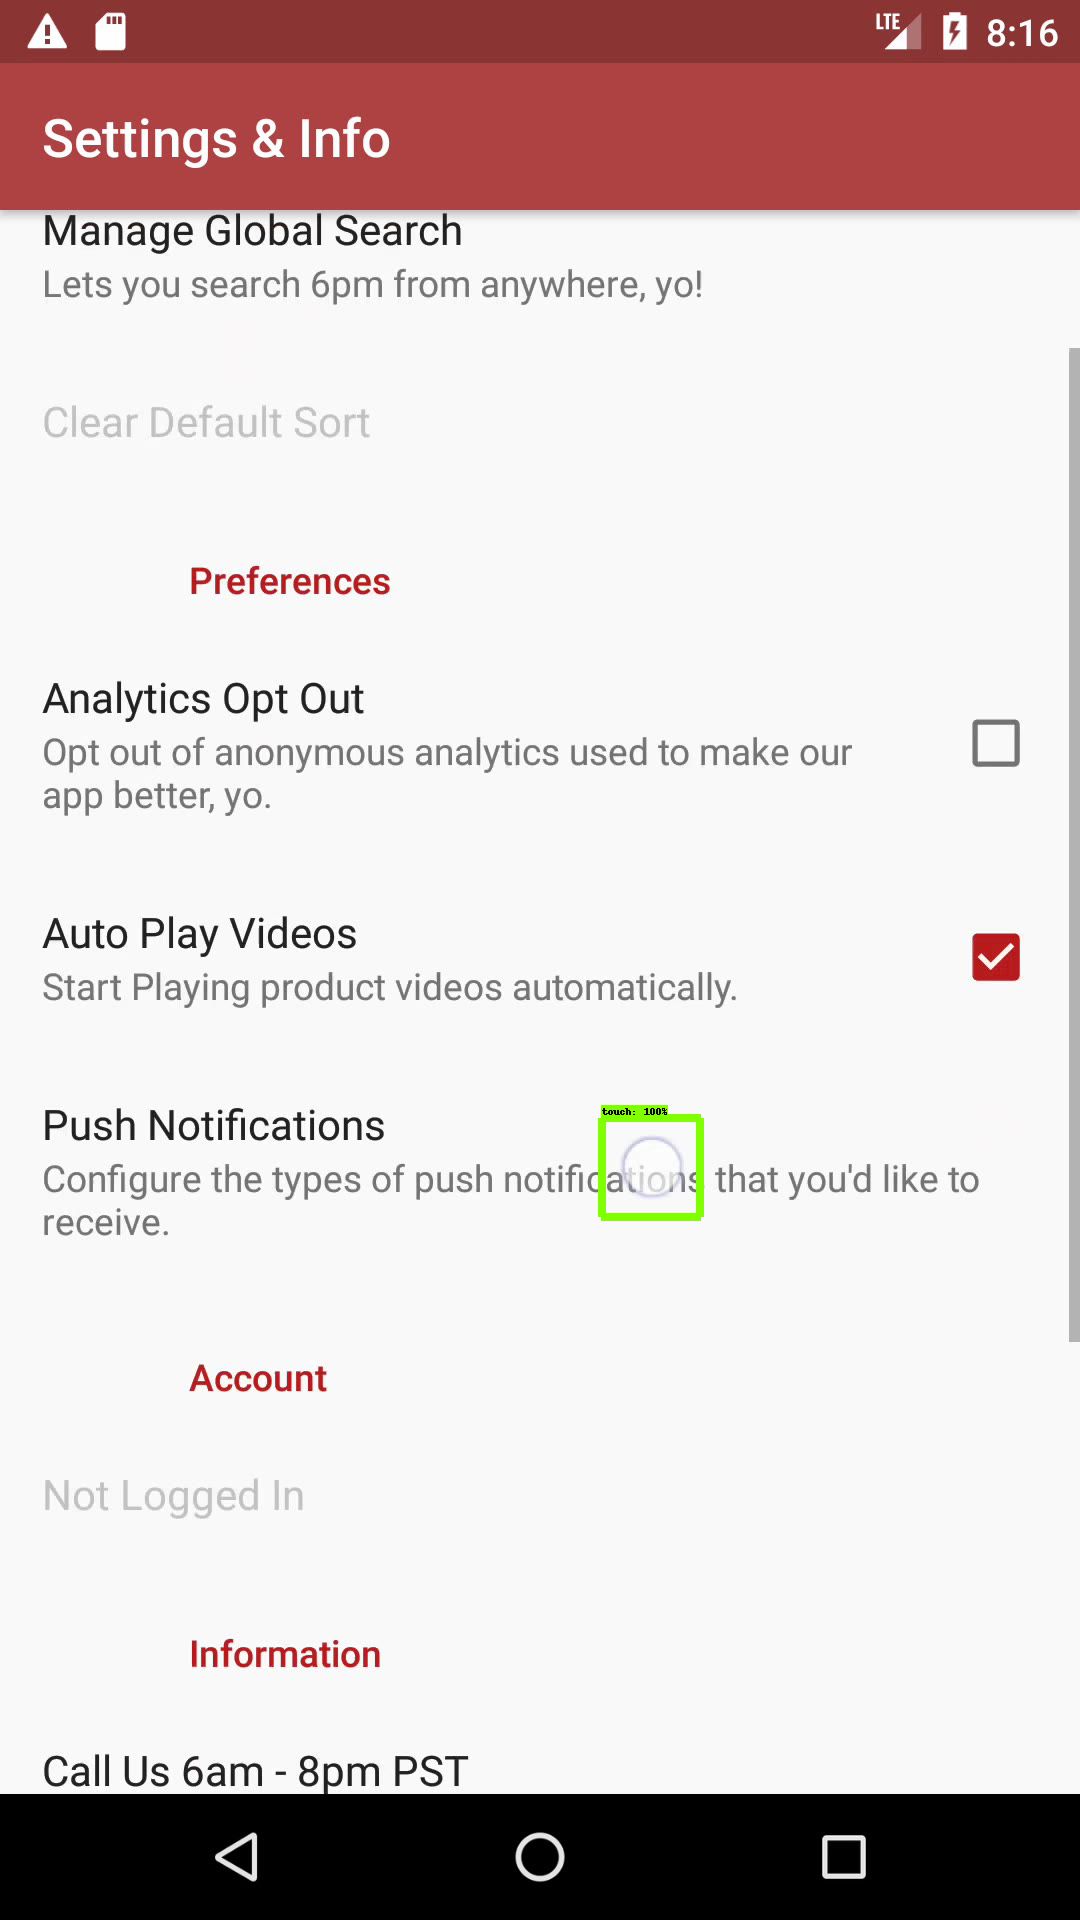 LTE 8:16
Settings & Info
Manage Global Search
Lets you search 6pm from anywhere, yo!
Clear Default Sort
Preferences
Analytics Opt Out
Opt out of anonymous analytics used to make our
app better, yo.
Auto Play Videos
Start Playing product videos automatically.
Push Notifications
touch: 100%
Configure the types of push notifications that you'd like to
receive.
Account
Not Logged In
Information
Call Us 6am - 8pm PST